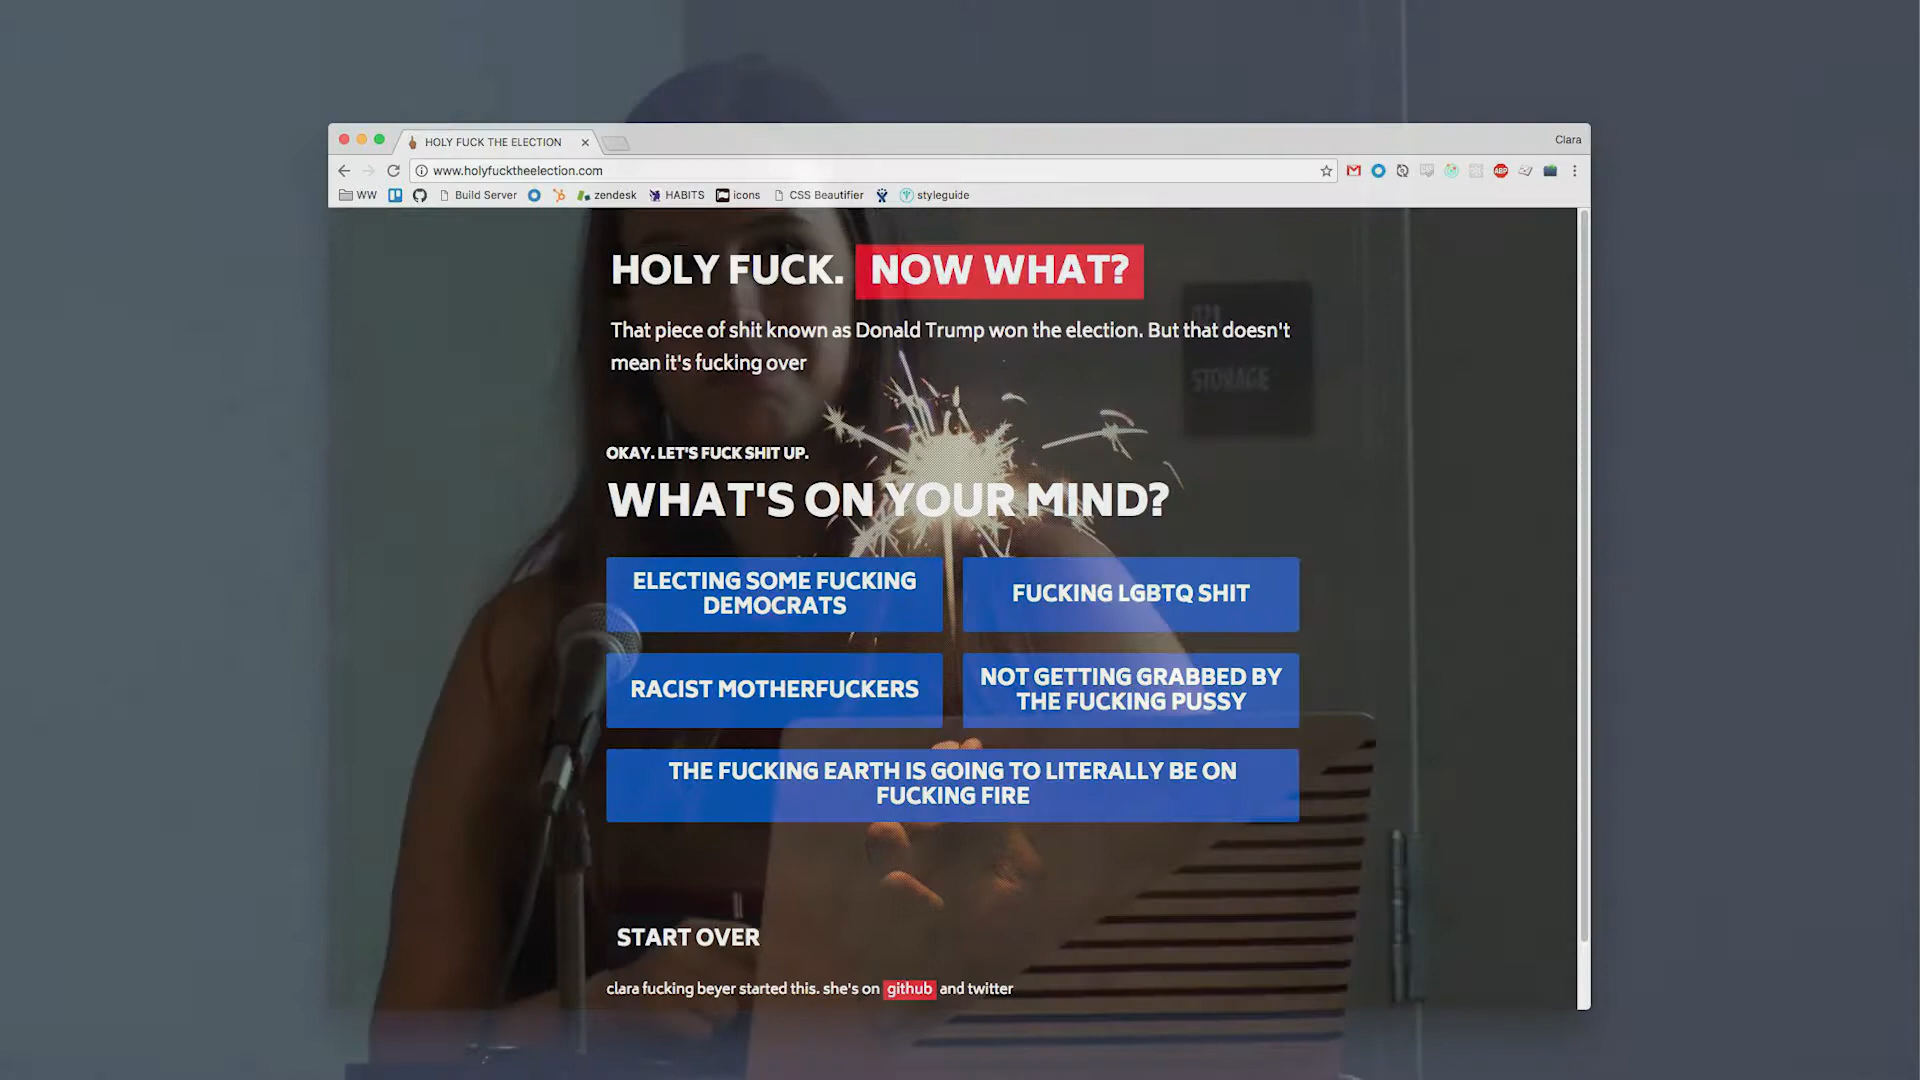 HOLY FUCK THE ELECTION
Clara
www.holyfucktheelection.com
WW
Build Server
zendesk
HABITS
icons
CSS Beautifier
styleguide
HOLY FUCK. NOW WHAT?
That piece of shit known as Donald Trump won the election. But that doesn't
mean it's fucking over
STORAGE
OKAY. LET'S FUCK SHIT UP.
WHAT'S ON YOUR MIND?
ELECTING SOME FUCKING
DEMOCRATS
FUCKING LGBTQ SHIT
RACIST MOTHERFUCKERS
NOT GETTING GRABBED BY
THE FUCKING PUSSY
THE FUCKING EARTH IS GOING TO LITERALLY BE ON
FUCKING FIRE
START OVER
clara fucking beyer started this. she's on github and twitter